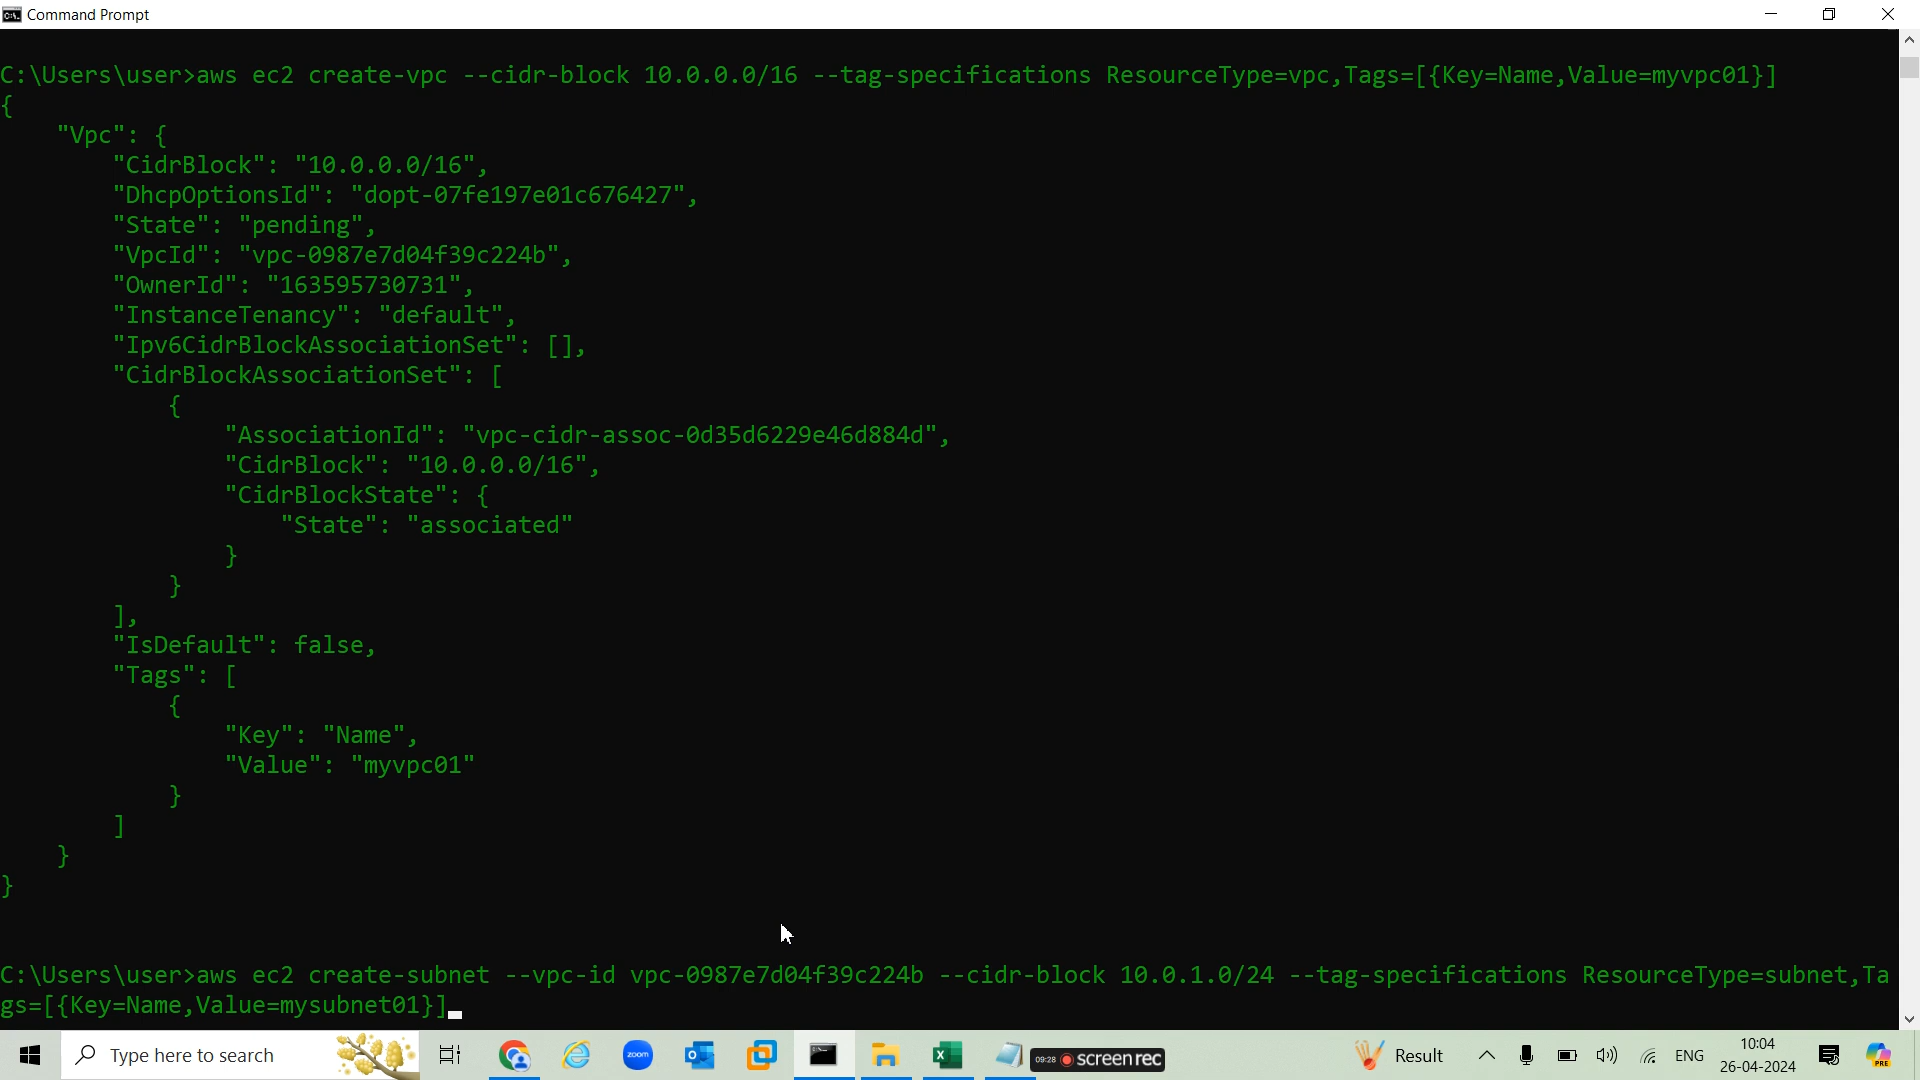 Command Prompt
C:\Users\user>aws ec2 create-vpc --cidr-block 10.0.0.0/16 --tag-specifications ResourceType=vpc,Tags=[{Key=Name,Value=myvpc01}]
{
    "Vpc": {
        "CidrBlock": "10.0.0.0/16",
        "DhcpOptionsId": "dopt-07fe197e01c676427",
        "State": "pending",
        "VpcId": "vpc-0987e7d04f39c224b",
        "OwnerId": "163595730731",
        "InstanceTenancy": "default",
        "Ipv6CidrBlockAssociationSet": [],
        "CidrBlockAssociationSet": [
            {
                "AssociationId": "vpc-cidr-assoc-0d35d6229e46d884d",
                "CidrBlock": "10.0.0.0/16",
                "CidrBlockState": {
                    "State": "associated"
                }
            }
        ],
        "IsDefault": false,
        "Tags": [
            {
                "Key": "Name",
                "Value": "myvpc01"
            }
        ]
    }
}
C:\Users\user>aws ec2 create-subnet --vpc-id vpc-0987e7d04f39c224b --cidr-block 10.0.1.0/24 --tag-specifications ResourceType=subnet,Ta
gs=[{Key=Name,Value=mysubnet01}]
Type here to search
zoom
09:28 screenrec
Result
ENG
10:04
26-04-2024
PRE